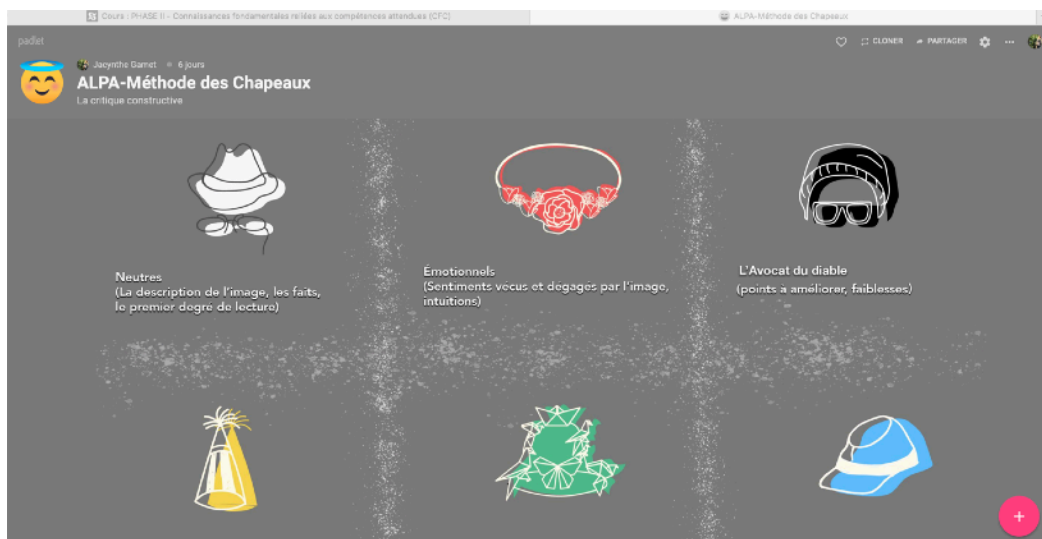 Cours : PHASE II - Connaissances fondamentales reliées aux compétences attendues (CFC)
ALPA-Méthode des Chapeaux
padlet
CLONER
PARTAGER
Jacynthe Gamet • 6 jours
ALPA-Méthode des Chapeaux
La critique constructive
Neutres
(La description de l'image, les faits,
le premier degré de lecture)
Émotionnels
(Sentiments vécus et dégagés par l'image,
intuitions)
L'Avocat du diable
(points à améliorer, faiblesses)